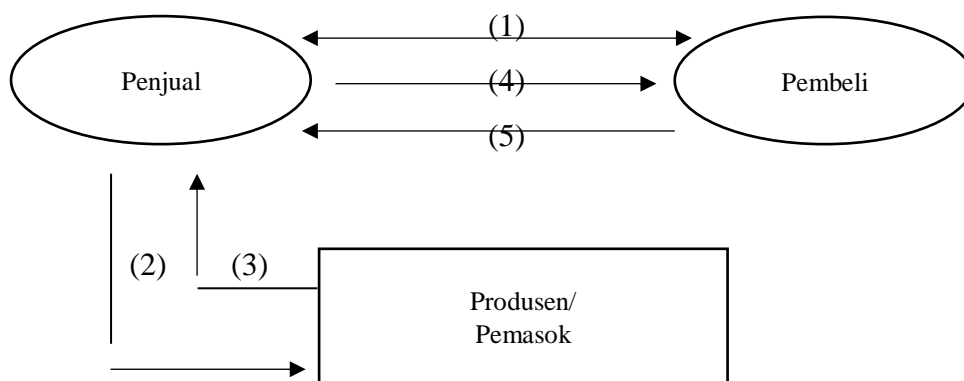 (1)
Penjual
(4)
Pembeli
(5)
(2)
(3)
Produsen/
Pemasok